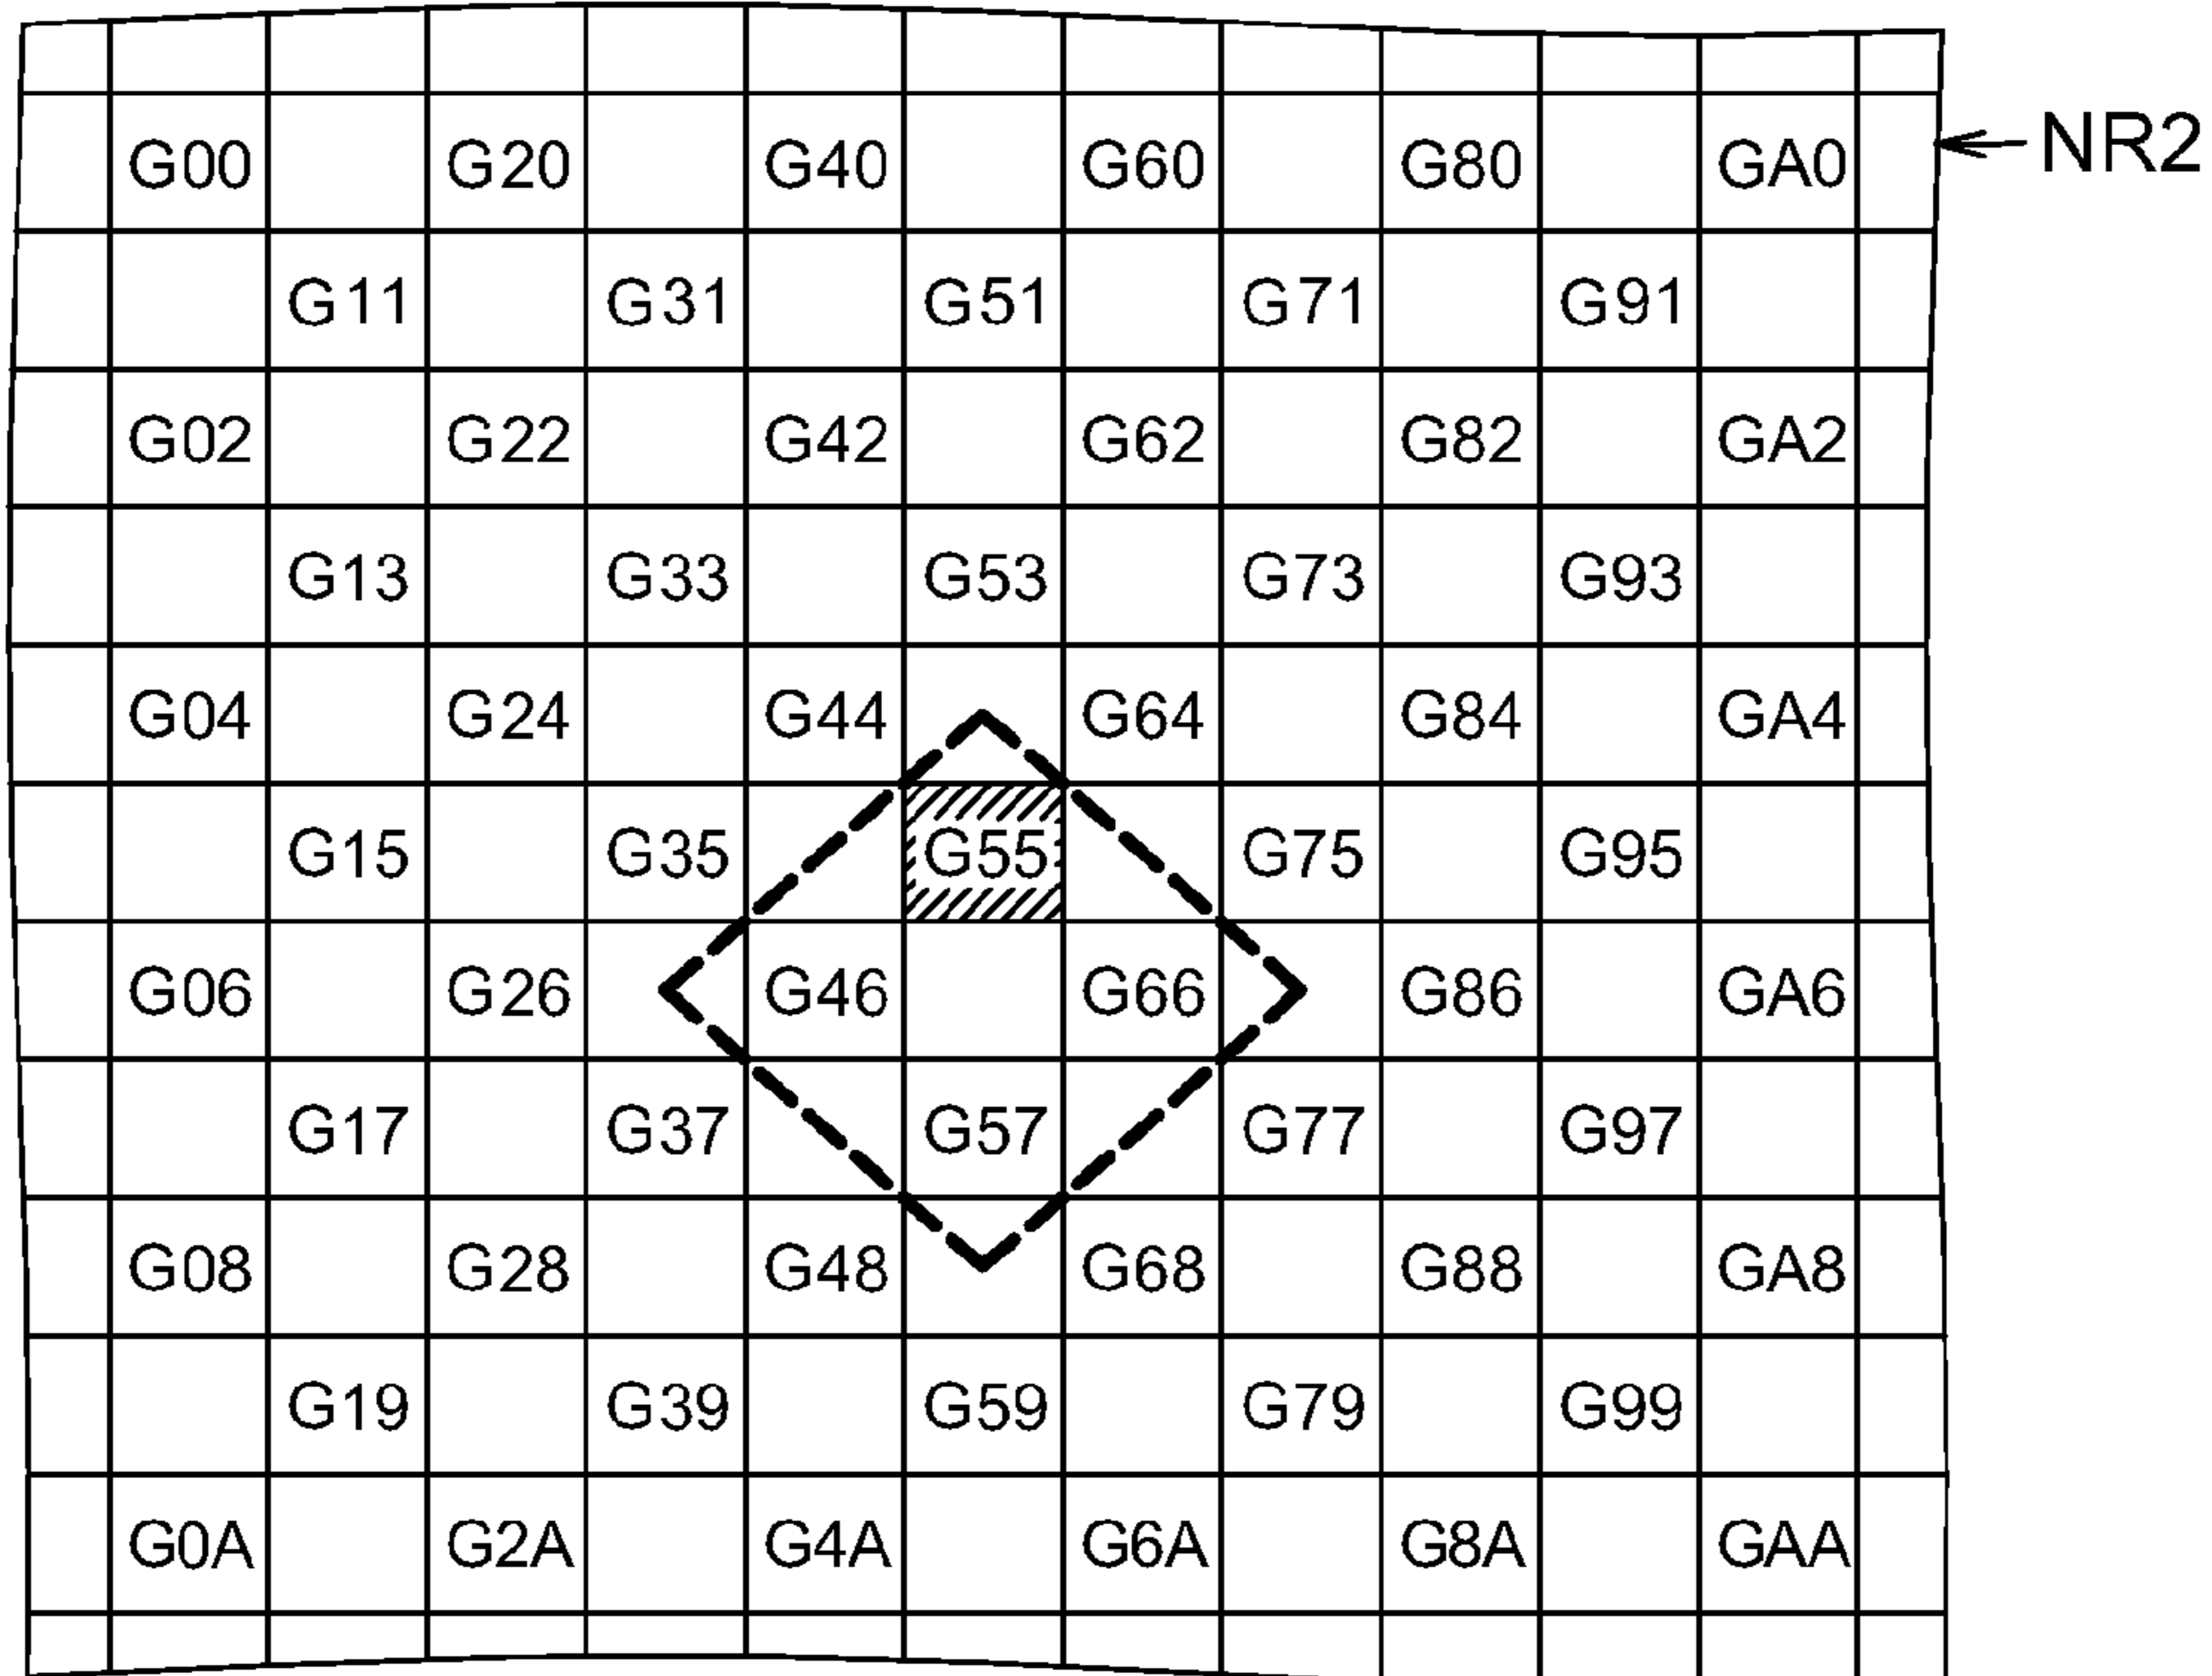 G00 G20 G40 G60 G80 GA0 NR2
G11 G31 G51 G71 G91
G02 G22 G42 G62 G82 GA2
G13 G33 G53 G73 G93
G04 G24 G44 G64 G84 GA4
G15 G35 G55 G75 G95
G06 G26 G46 G66 G86 GA6
G17 G37 G57 G77 G97
G08 G28 G48 G68 G88 GA8
G19 G39 G59 G79 G99
G0A G2A G4A G6A G8A GAA